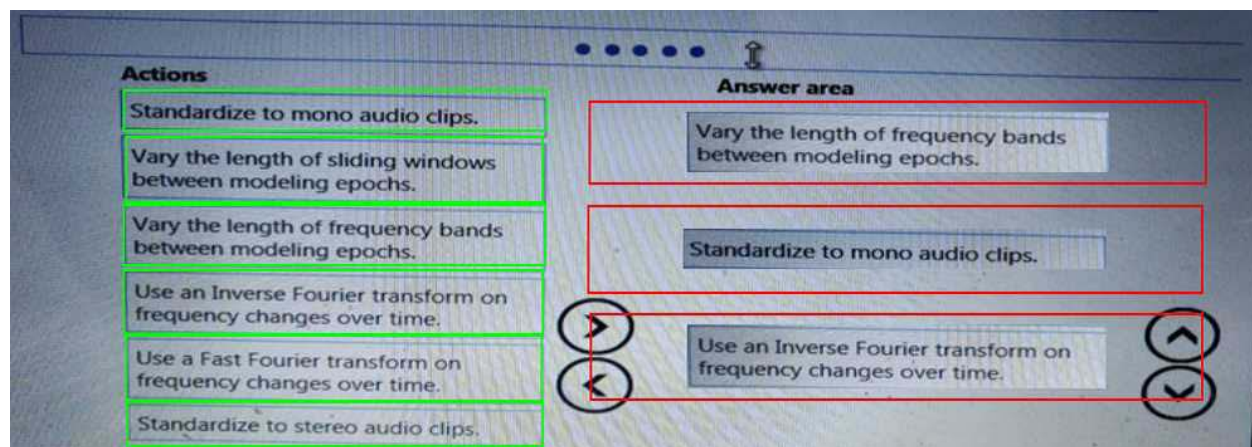 Actions
Standardize to mono audio clips.
Vary the length of sliding windows
between modeling epochs.
Vary the length of frequency bands
between modeling epochs.
Use an Inverse Fourier transform on
frequency changes over time.
Use a Fast Fourier transform on
frequency changes over time.
Standardize to stereo audio clips.
Answer area
Vary the length of frequency bands
between modeling epochs.
Standardize to mono audio clips.
Use an Inverse Fourier transform on
frequency changes over time.